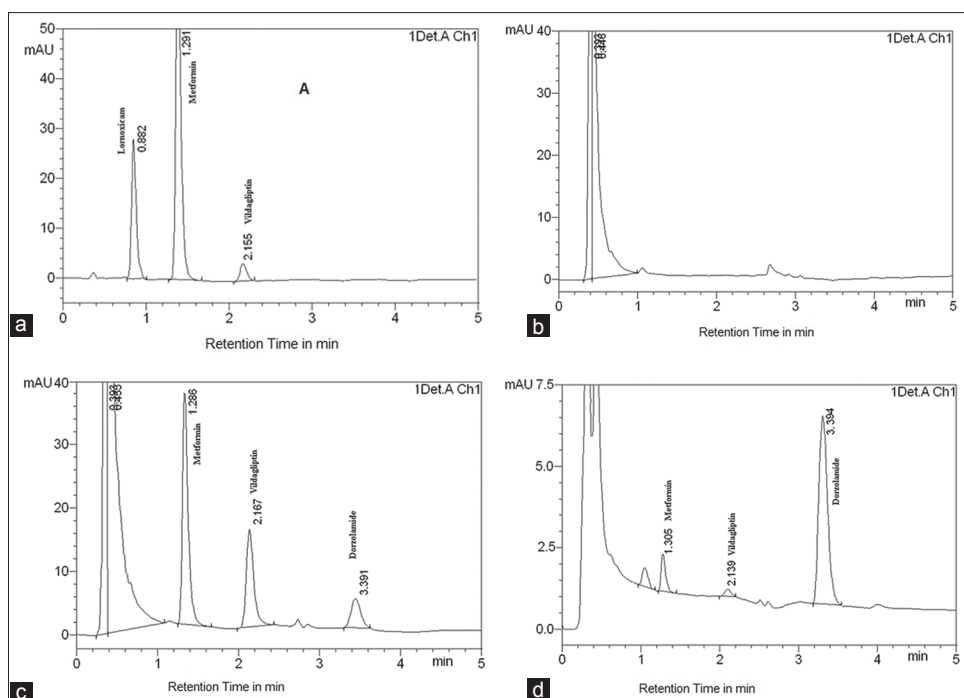 50
mAU
40
30
20
10
0
0 1 2 3 4 5
1Det.A Ch1
A
Lornoxicam
0.882
1.291
Metformin
2.155 Vildagliptin
Retention Time in min
a
mAU
40
30
20
10
0
0 1 2 3 4 5
min
1Det.A Ch1
0.446
Retention Time in min
b
mAU 40
30
20
10
0
0 1 2 3 4 5
min
1Det.A Ch1
1.286
Metformin
2.167 Vildagliptin
Dorzolamide
3.391
Retention Time in min
c
mAU 7.5
5.0
2.5
0.0
0 1 2 3 4 5
min
1Det.A Ch1
1.305 Metformin
2.139 Vildagliptin
3.394
Dorzolamide
Retention Time in min
d